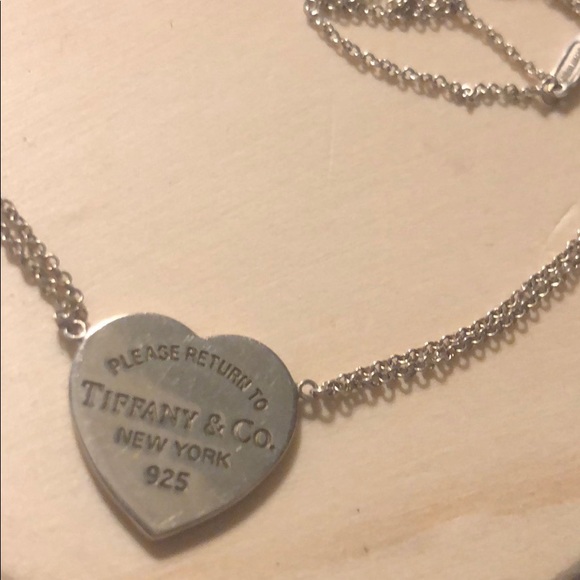 PLEASE RETURN TO
TIFFANY & CO.
NEW YORK
925